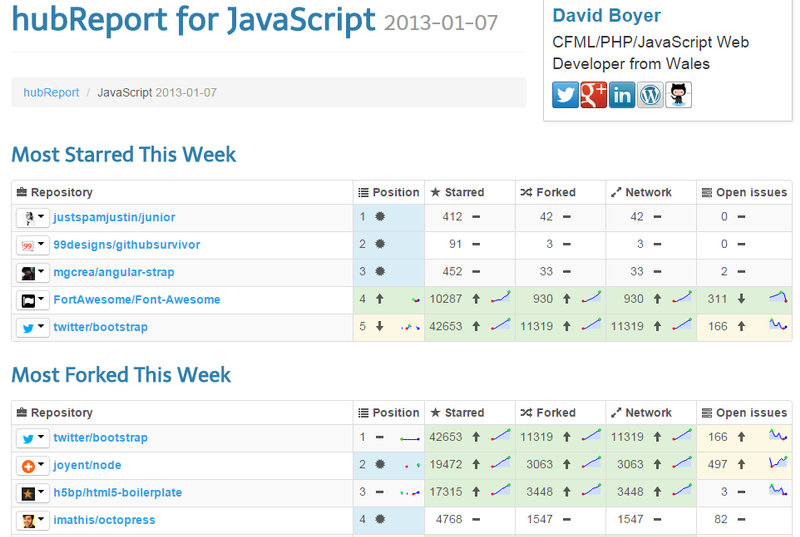 hubReport for JavaScript 2013-01-07
David Boyer
CFML/PHP/JavaScript Web
Developer from Wales
hubReport / JavaScript 2013-01-07
Most Starred This Week
Repository Position Starred Forked Network Open issues
justspamjustin/junior 1 412 42 42 0
99designs/githubsurvivor 2 91 3 3 0
mgcrea/angular-strap 3 452 33 33 2
FortAwesome/Font-Awesome 4 10287 930 930 311
twitter/bootstrap 5 42653 11319 11319 166
Most Forked This Week
Repository Position Starred Forked Network Open issues
twitter/bootstrap 1 42653 11319 11319 166
joyent/node 2 19472 3063 3063 497
h5bp/html5-boilerplate 3 17315 3448 3448 3
imathis/octopress 4 4768 1547 1547 82